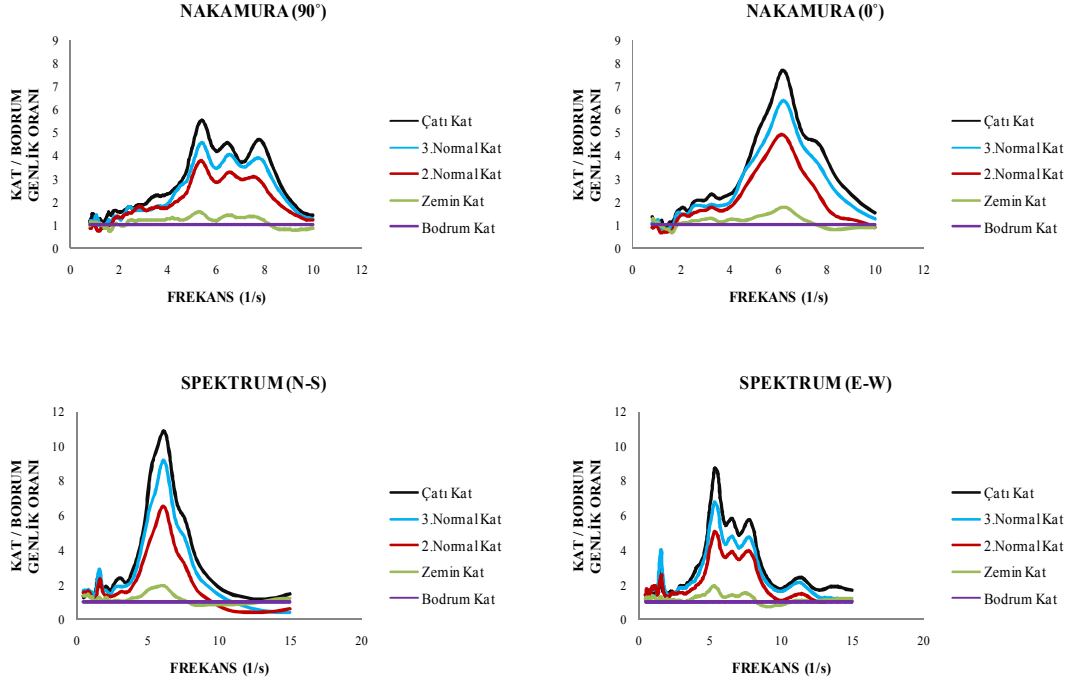 NAKAMURA (90°)
KAT / BODRUM
GENLİK ORANI
9
8
7
6
5
4
3
2
1
0
0 2 4 6 8 10 12
FREKANS (1/s)
Çatı Kat
3.Normal Kat
2.Normal Kat
Zemin Kat
Bodrum Kat
NAKAMURA (0°)
KAT / BODRUM
GENLİK ORANI
9
8
7
6
5
4
3
2
1
0
0 2 4 6 8 10 12
FREKANS (1/s)
Çatı Kat
3.Normal Kat
2.Normal Kat
Zemin Kat
Bodrum Kat
SPEKTRUM (N-S)
KAT / BODRUM
GENLİK ORANI
12
10
8
6
4
2
0
0 5 10 15 20
FREKANS (1/s)
Çatı Kat
3.Normal Kat
2.Normal Kat
Zemin Kat
Bodrum Kat
SPEKTRUM (E-W)
KAT / BODRUM
GENLİK ORANI
12
10
8
6
4
2
0
0 5 10 15 20
FREKANS (1/s)
Çatı Kat
3.Normal Kat
2.Normal Kat
Zemin Kat
Bodrum Kat